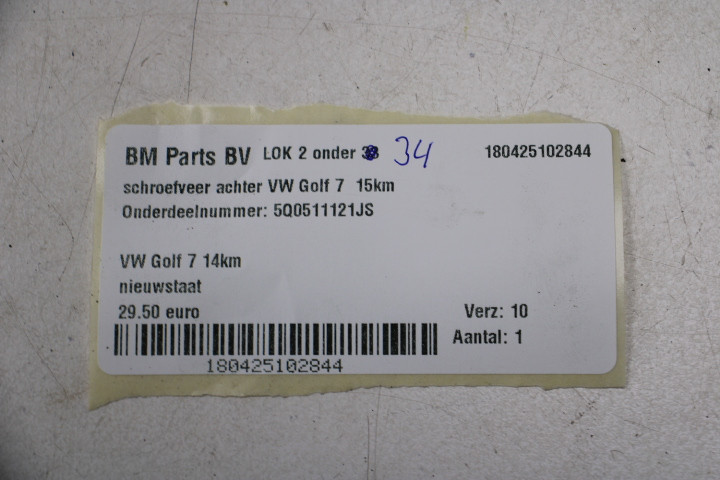 BM Parts BV LOK 2 onder 34 180425102844
schroefveer achter VW Golf 7 15km
Onderdeelnummer: 5Q0511121JS
VW Golf 7 14km
nieuwstaat
29.50 euro Verz: 10
Aantal: 1
180425102844